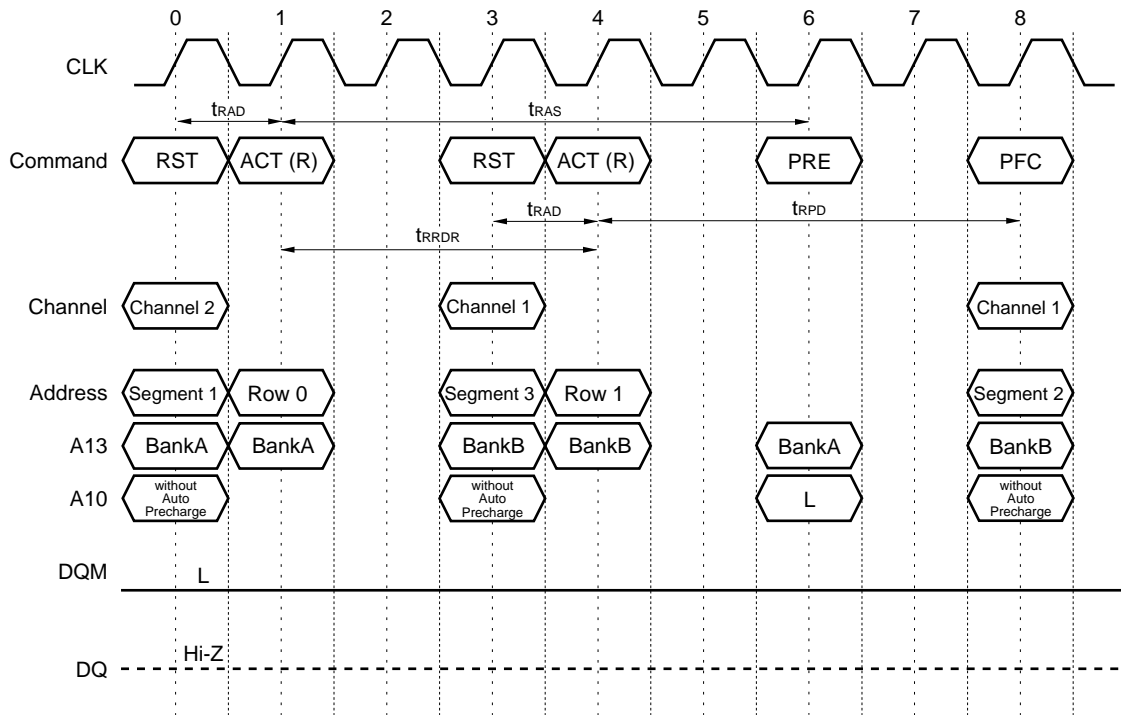 0 1 2 3 4 5 6 7 8
CLK
tRAD tRAS
Command RST ACT (R) RST ACT (R) PRE PFC
tRAD tRPD
tRRDR
Channel Channel 2 Channel 1 Channel 1
Address Segment 1 Row 0 Segment 3 Row 1 Segment 2
A13 BankA BankA BankB BankB BankA BankB
A10 without Auto Precharge without Auto Precharge L without Auto Precharge
DQM L
Hi-Z
DQ